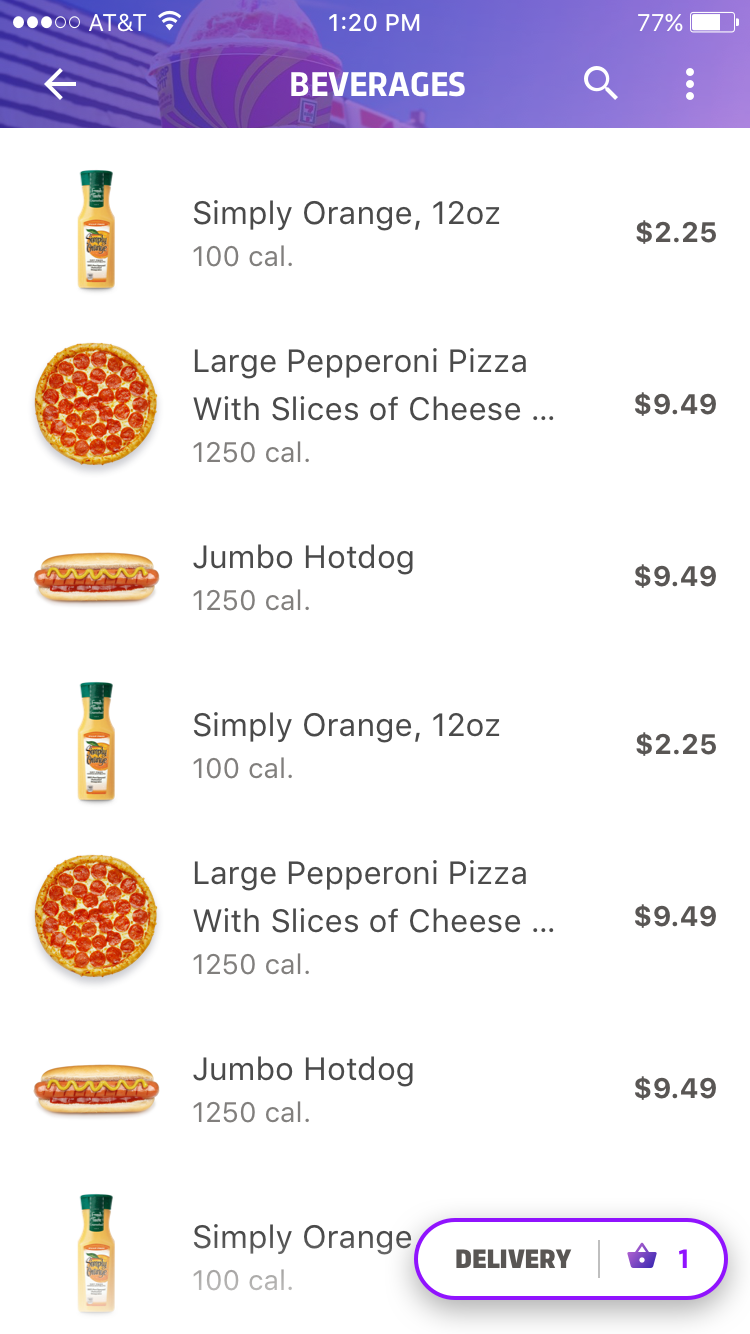 AT&T 1:20 PM 77%
BEVERAGES
Simply Orange, 12oz
100 cal.
$2.25
Large Pepperoni Pizza
With Slices of Cheese ...
1250 cal.
$9.49
Jumbo Hotdog
1250 cal.
$9.49
Simply Orange, 12oz
100 cal.
$2.25
Large Pepperoni Pizza
With Slices of Cheese ...
1250 cal.
$9.49
Jumbo Hotdog
1250 cal.
$9.49
Simply Orange
100 cal.
DELIVERY 1